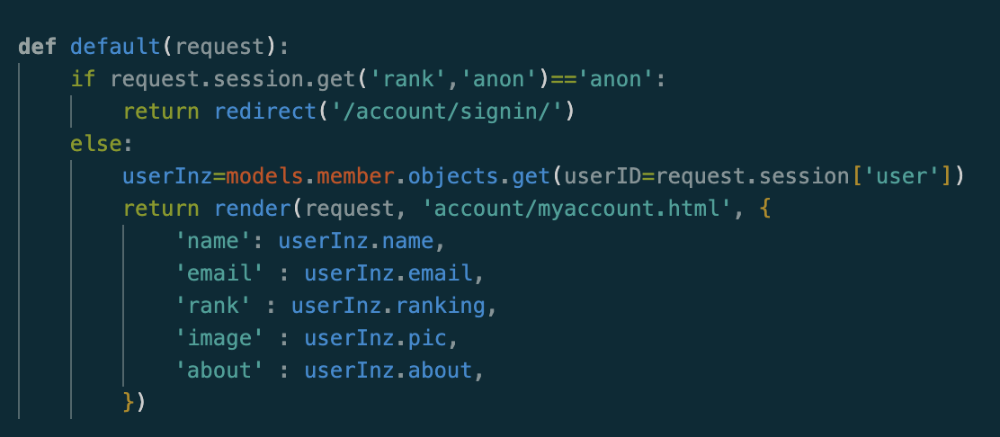 def default(request):
    if request.session.get('rank','anon')=='anon':
        return redirect('/account/signin/')
    else:
        userInz=models.member.objects.get(userID=request.session['user'])
        return render(request, 'account/myaccount.html', {
            'name': userInz.name,
            'email' : userInz.email,
            'rank' : userInz.ranking,
            'image' : userInz.pic,
            'about' : userInz.about,
        })